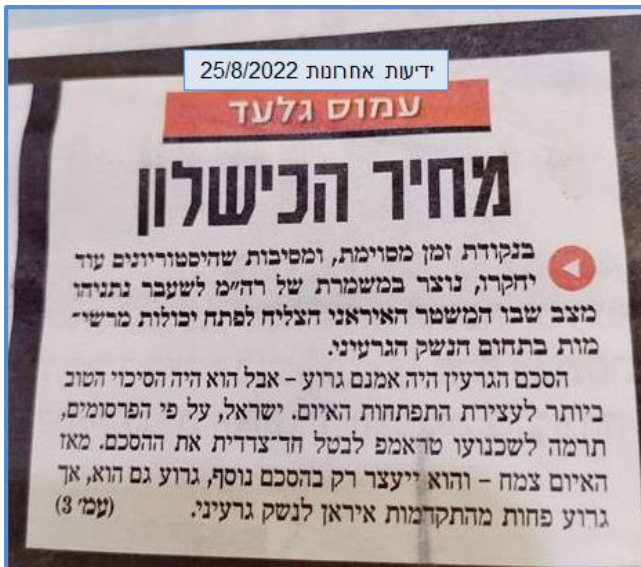 ידיעות אחרונות 25/8/2022
עמוס גלעד
מחיר הכישלון
בנקודת זמן מסוימת, ומסיבות שהיסטוריונים עוד
יחקרו, נוצר במשמרת של רה״מ לשעבר נתניהו
מצב שבו המשטר האיראני הצליח לפתח יכולות מרשי־
מות בתחום הנשק הגרעיני.
הסכם הגרעין היה אמנם גרוע – אבל הוא היה הסיכוי הטוב
ביותר לעצירת התפתחות האיום. ישראל, על פי הפרסומים,
תרמה לשכנועו טראמפ לבטל חד־צדדית את ההסכם. מאז
האיום צמח – והוא ייעצר רק בהסכם נוסף, גרוע גם הוא, אך
גרוע פחות מהתקדמות איראן לנשק גרעיני. (עמ׳ 3)